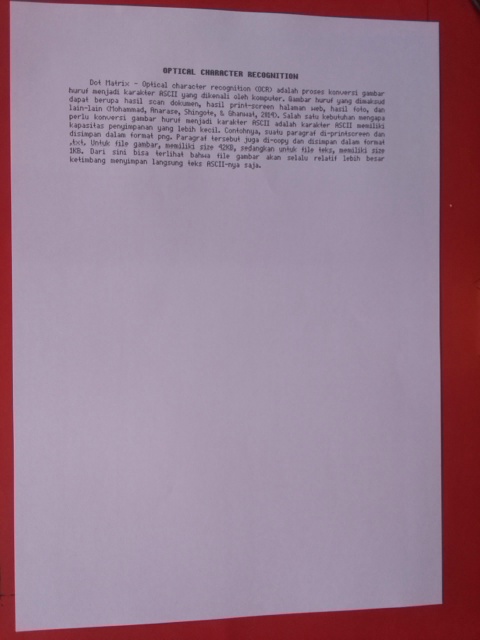 OPTICAL CHARACTER RECOGNITION
Dot Matrix - Optical character recognition (OCR) adalah proses konversi gambar
huruf menjadi karakter ASCII yang dikenali oleh komputer. Gambar huruf yang dimaksud
dapat berupa hasil scan dokumen, hasil print-screen halaman web, hasil foto, dan
lain-lain (Mohammad, Anarase, Shingote, & Ghanwat, 2014). Salah satu kebutuhan mengapa
perlu konversi gambar huruf menjadi karakter ASCII adalah karakter ASCII memiliki
kapasitas penyimpanan yang lebih kecil. Contohnya, suatu paragraf di-printscreen dan
disimpan dalam format png. Paragraf tersebut juga di-copy dan disimpan dalam format
.txt. Untuk file gambar, memiliki size 42KB, sedangkan untuk file teks, memiliki size
1KB. Dari sini bisa terlihat bahwa file gambar akan selalu relatif lebih besar
ketimbang menyimpan langsung teks ASCII-nya saja.